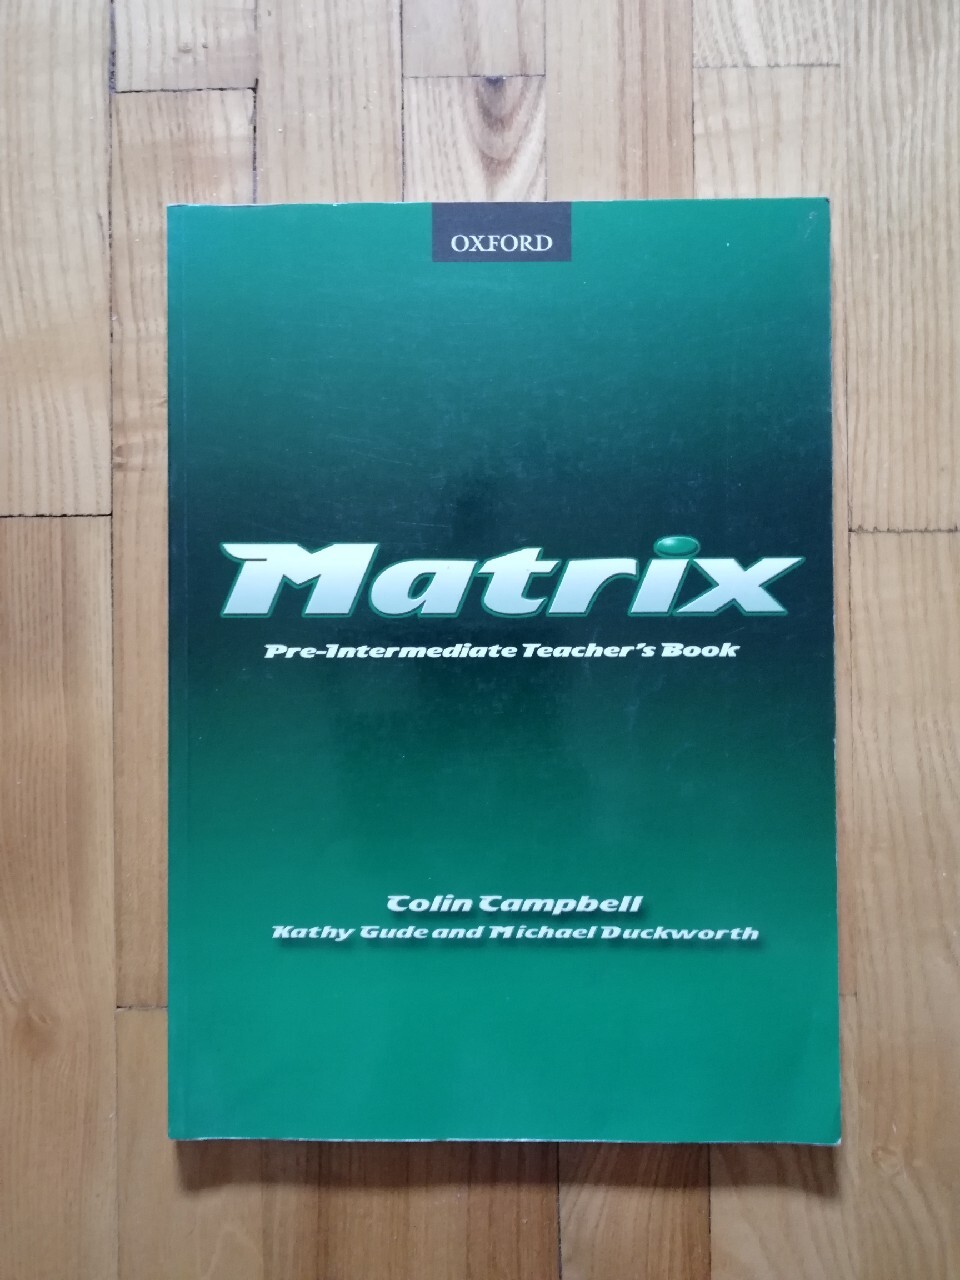 OXFORD
Matrix
Pre-Intermediate Teacher's Book
Colin Campbell
Kathy Gude and Michael Duckworth